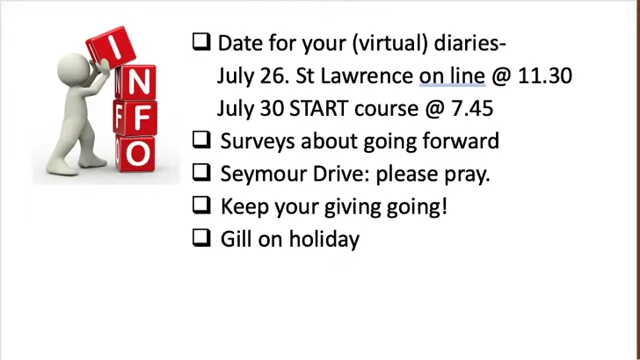 I
N
F
O
❑ Date for your (virtual) diaries-
July 26. St Lawrence on line @ 11.30
July 30 START course @ 7.45
❑ Surveys about going forward
❑ Seymour Drive: please pray.
❑ Keep your giving going!
❑ Gill on holiday